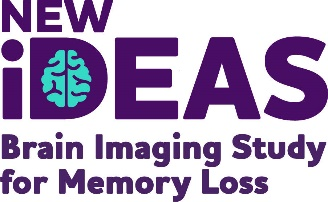 NEW
iDEAS
Brain Imaging Study
for Memory Loss